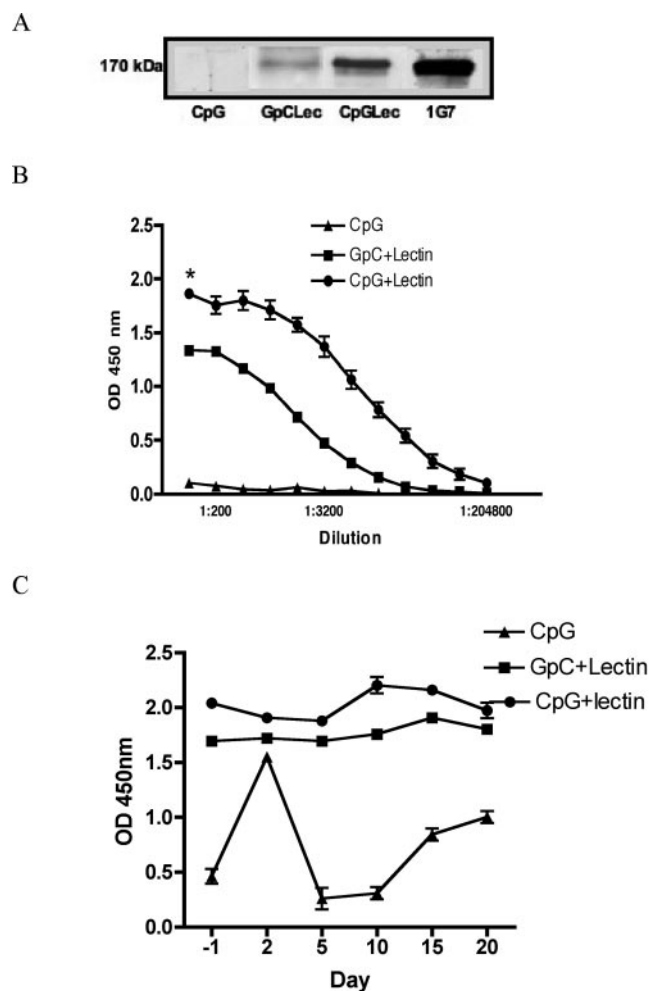 A
170 kDa
CpG GpCLec CpGLec 1G7
B
CpG
GpC+Lectin
CpG+Lectin
*
2.5
2.0
1.5
1.0
0.5
0.0
OD 450 nm
1:200 1:3200 1:204800
Dilution
C
CpG
GpC+Lectin
CpG+lectin
2.5
2.0
1.5
1.0
0.5
0.0
OD 450nm
-1 2 5 10 15 20
Day